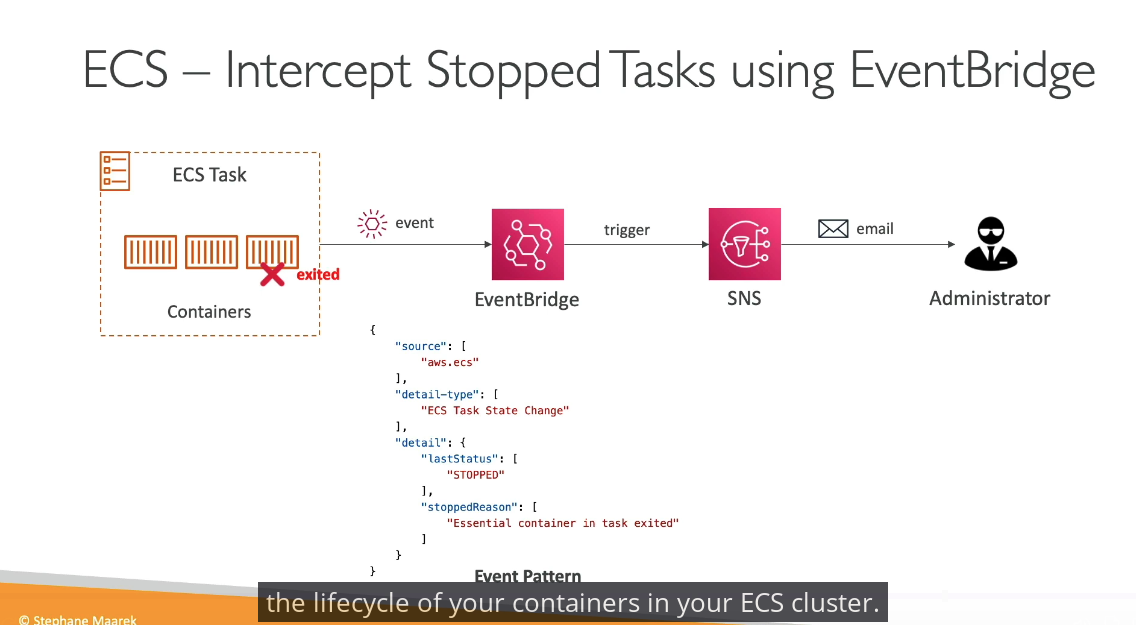 ECS – Intercept Stopped Tasks using EventBridge
ECS Task
event
trigger
email
exited
Containers
EventBridge
SNS
Administrator
{
"source": [
"aws.ecs"
],
"detail-type": [
"ECS Task State Change"
],
"detail": {
"lastStatus": [
"STOPPED"
],
"stoppedReason": [
"Essential container in task exited"
]
}
}
Event Pattern
the lifecycle of your containers in your ECS cluster.
© Stephane Maarek